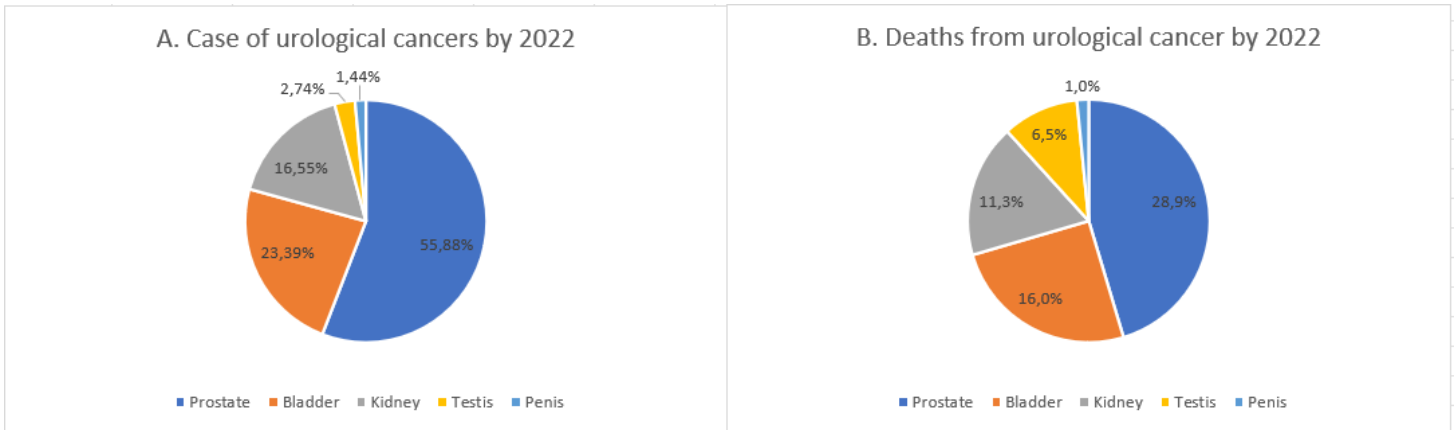 A. Case of urological cancers by 2022
1,44%
2,74%
16,55%
55,88%
23,39%
Prostate Bladder Kidney Testis Penis
B. Deaths from urological cancer by 2022
1,0%
6,5%
11,3%
28,9%
16,0%
Prostate Bladder Kidney Testis Penis